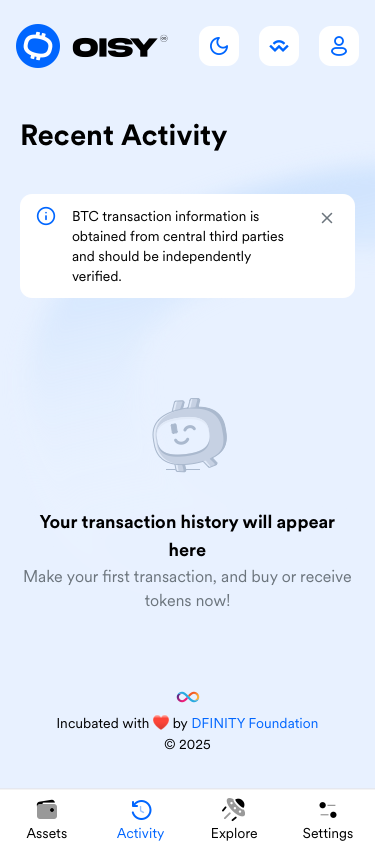 OISY
Recent Activity
BTC transaction information is
obtained from central third parties
and should be independently
verified.
Your transaction history will appear
here
Make your first transaction, and buy or receive
tokens now!
Incubated with ❤️ by DFINITY Foundation
© 2025
Assets Activity Explore Settings